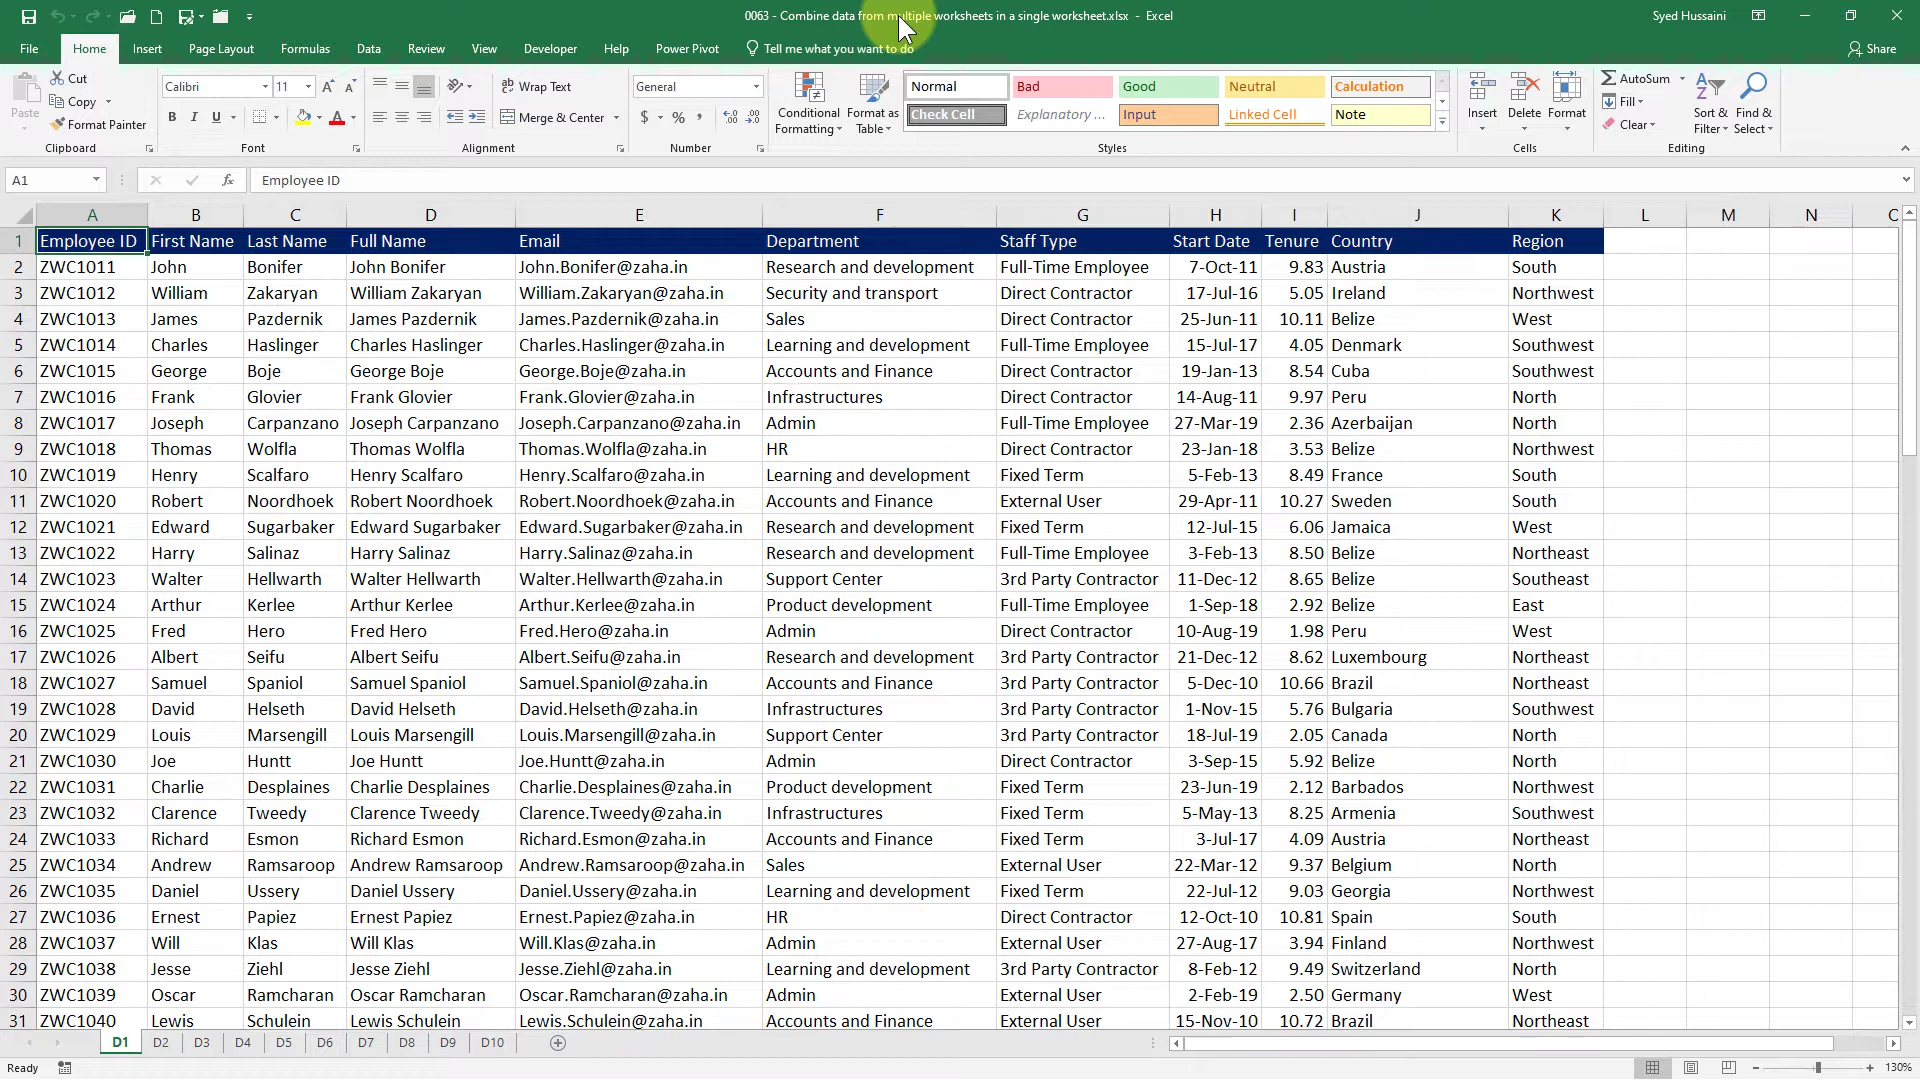 0063 - Combine data from multiple worksheets in a single worksheet.xlsx - Excel
Syed Hussaini
File Home Insert Page Layout Formulas Data Review View Developer Help Power Pivot Tell me what you want to do Share
Paste Cut Copy Format Painter Clipboard
Calibri 11 B I U A Font
Wrap Text Merge & Center Alignment
General $ % , Number
Conditional Formatting Format as Table
Normal Bad Good Neutral Calculation
Check Cell Explanatory ... Input Linked Cell Note
Styles
Insert Delete Format Cells
AutoSum Fill Clear Sort & Filter Find & Select Editing
A1 fx Employee ID
A B C D E F G H I J K L M N O
1 Employee ID First Name Last Name Full Name Email Department Staff Type Start Date Tenure Country Region
2 ZWC1011 John Bonifer John Bonifer John.Bonifer@zaha.in Research and development Full-Time Employee 7-Oct-11 9.83 Austria South
3 ZWC1012 William Zakaryan William Zakaryan William.Zakaryan@zaha.in Security and transport Direct Contractor 17-Jul-16 5.05 Ireland Northwest
4 ZWC1013 James Pazdernik James Pazdernik James.Pazdernik@zaha.in Sales Direct Contractor 25-Jun-11 10.11 Belize West
5 ZWC1014 Charles Haslinger Charles Haslinger Charles.Haslinger@zaha.in Learning and development Full-Time Employee 15-Jul-17 4.05 Denmark Southwest
6 ZWC1015 George Boje George Boje George.Boje@zaha.in Accounts and Finance Direct Contractor 19-Jan-13 8.54 Cuba Southwest
7 ZWC1016 Frank Glovier Frank Glovier Frank.Glovier@zaha.in Infrastructures Direct Contractor 14-Aug-11 9.97 Peru North
8 ZWC1017 Joseph Carpanzano Joseph Carpanzano Joseph.Carpanzano@zaha.in Admin Full-Time Employee 27-Mar-19 2.36 Azerbaijan North
9 ZWC1018 Thomas Wolfla Thomas Wolfla Thomas.Wolfla@zaha.in HR Direct Contractor 23-Jan-18 3.53 Belize Northwest
10 ZWC1019 Henry Scalfaro Henry Scalfaro Henry.Scalfaro@zaha.in Learning and development Fixed Term 5-Feb-13 8.49 France South
11 ZWC1020 Robert Noordhoek Robert Noordhoek Robert.Noordhoek@zaha.in Accounts and Finance External User 29-Apr-11 10.27 Sweden South
12 ZWC1021 Edward Sugarbaker Edward Sugarbaker Edward.Sugarbaker@zaha.in Research and development Fixed Term 12-Jul-15 6.06 Jamaica West
13 ZWC1022 Harry Salinaz Harry Salinaz Harry.Salinaz@zaha.in Research and development Full-Time Employee 3-Feb-13 8.50 Belize Northeast
14 ZWC1023 Walter Hellwarth Walter Hellwarth Walter.Hellwarth@zaha.in Support Center 3rd Party Contractor 11-Dec-12 8.65 Belize Southeast
15 ZWC1024 Arthur Kerlee Arthur Kerlee Arthur.Kerlee@zaha.in Product development Full-Time Employee 1-Sep-18 2.92 Belize East
16 ZWC1025 Fred Hero Fred Hero Fred.Hero@zaha.in Admin Direct Contractor 10-Aug-19 1.98 Peru West
17 ZWC1026 Albert Seifu Albert Seifu Albert.Seifu@zaha.in Research and development 3rd Party Contractor 21-Dec-12 8.62 Luxembourg Northeast
18 ZWC1027 Samuel Spaniol Samuel Spaniol Samuel.Spaniol@zaha.in Accounts and Finance 3rd Party Contractor 5-Dec-10 10.66 Brazil Northeast
19 ZWC1028 David Helseth David Helseth David.Helseth@zaha.in Infrastructures 3rd Party Contractor 1-Nov-15 5.76 Bulgaria Southwest
20 ZWC1029 Louis Marsengill Louis Marsengill Louis.Marsengill@zaha.in Support Center 3rd Party Contractor 18-Jul-19 2.05 Canada North
21 ZWC1030 Joe Huntt Joe Huntt Joe.Huntt@zaha.in Admin Direct Contractor 3-Sep-15 5.92 Belize North
22 ZWC1031 Charlie Desplaines Charlie Desplaines Charlie.Desplaines@zaha.in Product development Fixed Term 23-Jun-19 2.12 Barbados Northwest
23 ZWC1032 Clarence Tweedy Clarence Tweedy Clarence.Tweedy@zaha.in Infrastructures Fixed Term 5-May-13 8.25 Armenia Southwest
24 ZWC1033 Richard Esmon Richard Esmon Richard.Esmon@zaha.in Accounts and Finance Fixed Term 3-Jul-17 4.09 Austria Northeast
25 ZWC1034 Andrew Ramsaroop Andrew Ramsaroop Andrew.Ramsaroop@zaha.in Sales External User 22-Mar-12 9.37 Belgium North
26 ZWC1035 Daniel Ussery Daniel Ussery Daniel.Ussery@zaha.in Learning and development Fixed Term 22-Jul-12 9.03 Georgia Northwest
27 ZWC1036 Ernest Papiez Ernest Papiez Ernest.Papiez@zaha.in HR Direct Contractor 12-Oct-10 10.81 Spain South
28 ZWC1037 Will Klas Will Klas Will.Klas@zaha.in Admin External User 27-Aug-17 3.94 Finland Northwest
29 ZWC1038 Jesse Ziehl Jesse Ziehl Jesse.Ziehl@zaha.in Learning and development 3rd Party Contractor 8-Feb-12 9.49 Switzerland North
30 ZWC1039 Oscar Ramcharan Oscar Ramcharan Oscar.Ramcharan@zaha.in Admin External User 2-Feb-19 2.50 Germany West
31 ZWC1040 Lewis Schulein Lewis Schulein Lewis.Schulein@zaha.in Accounts and Finance External User 15-Nov-10 10.72 Brazil Northeast
D1 D2 D3 D4 D5 D6 D7 D8 D9 D10
Ready 130%